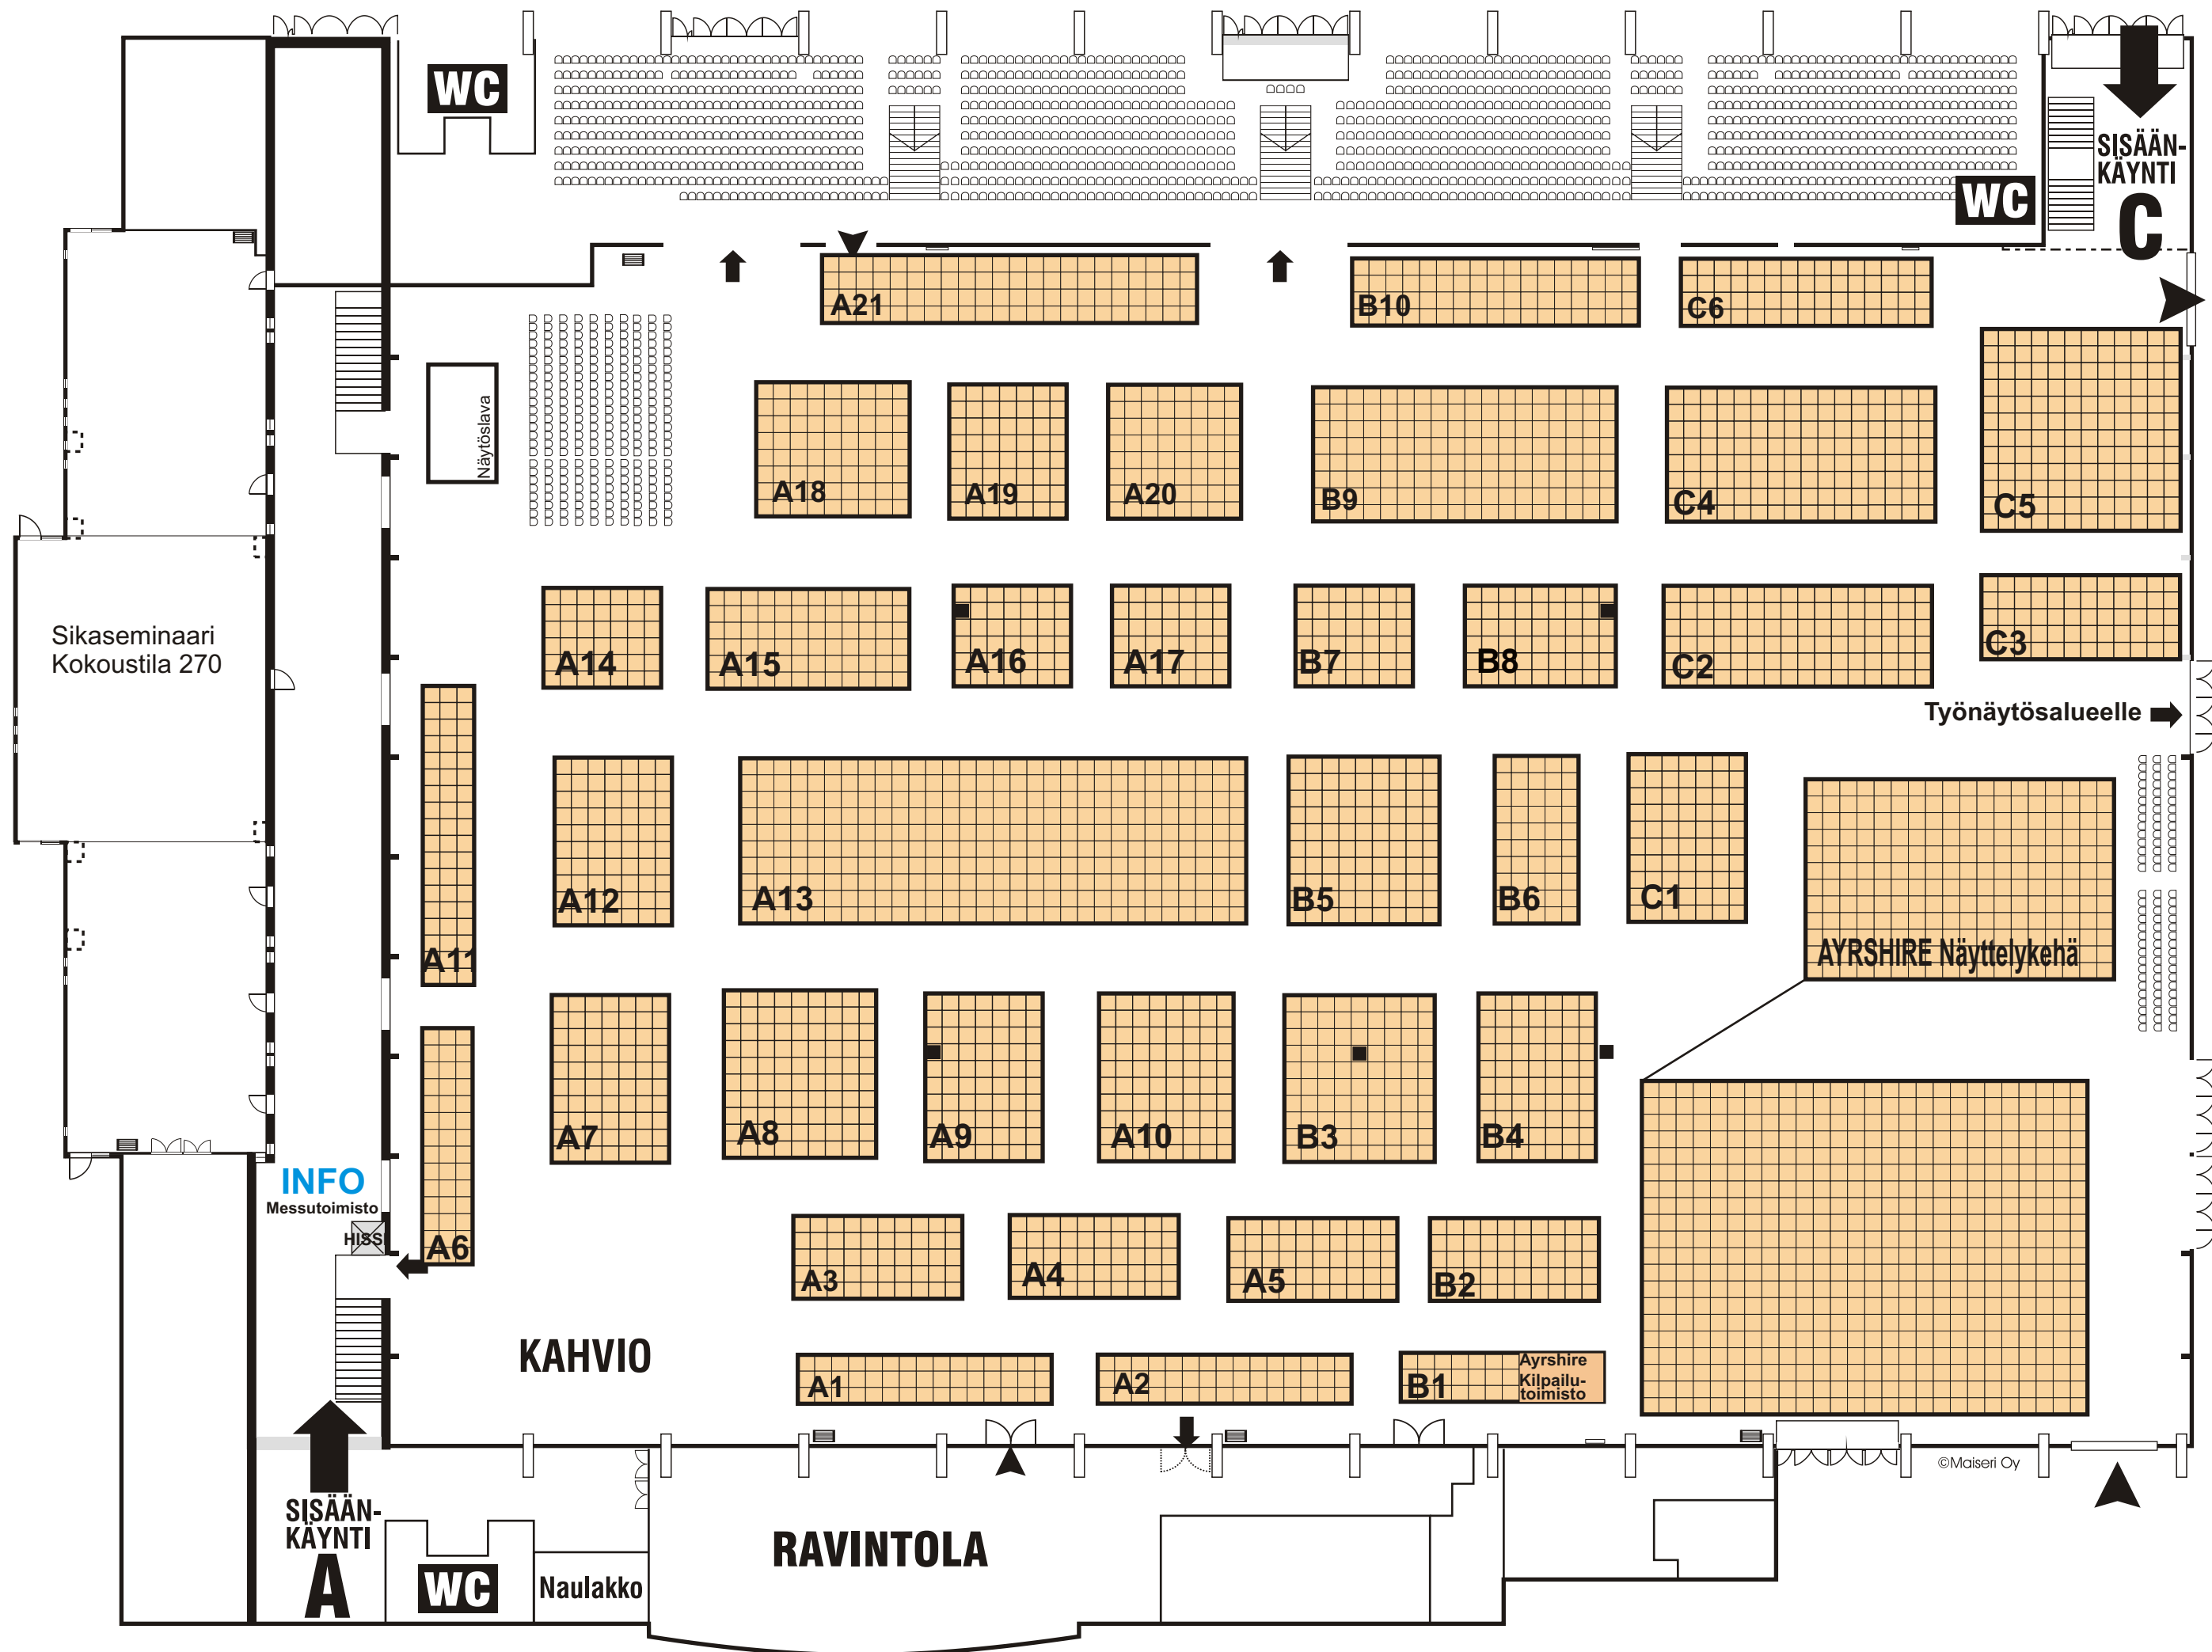 WC
SISÄÄN-
KÄYNTI
C
WC
A21
B10
C6
Näytöslava
A18
A19
A20
B9
C4
C5
Sikaseminaari
Kokoustila 270
A14
A15
A16
A17
B7
B8
C2
C3
Työnäytösalueelle
A11
A12
A13
B5
B6
C1
AYRSHIRE Näyttelykehä
A7
A8
A9
A10
B3
B4
INFO
Messutoimisto
HISSI
A6
A3
A4
A5
B2
KAHVIO
A1
A2
B1
Ayrshire
Kilpailu-
toimisto
©Maiseri Oy
SISÄÄN-
KÄYNTI
A
WC
Naulakko
RAVINTOLA